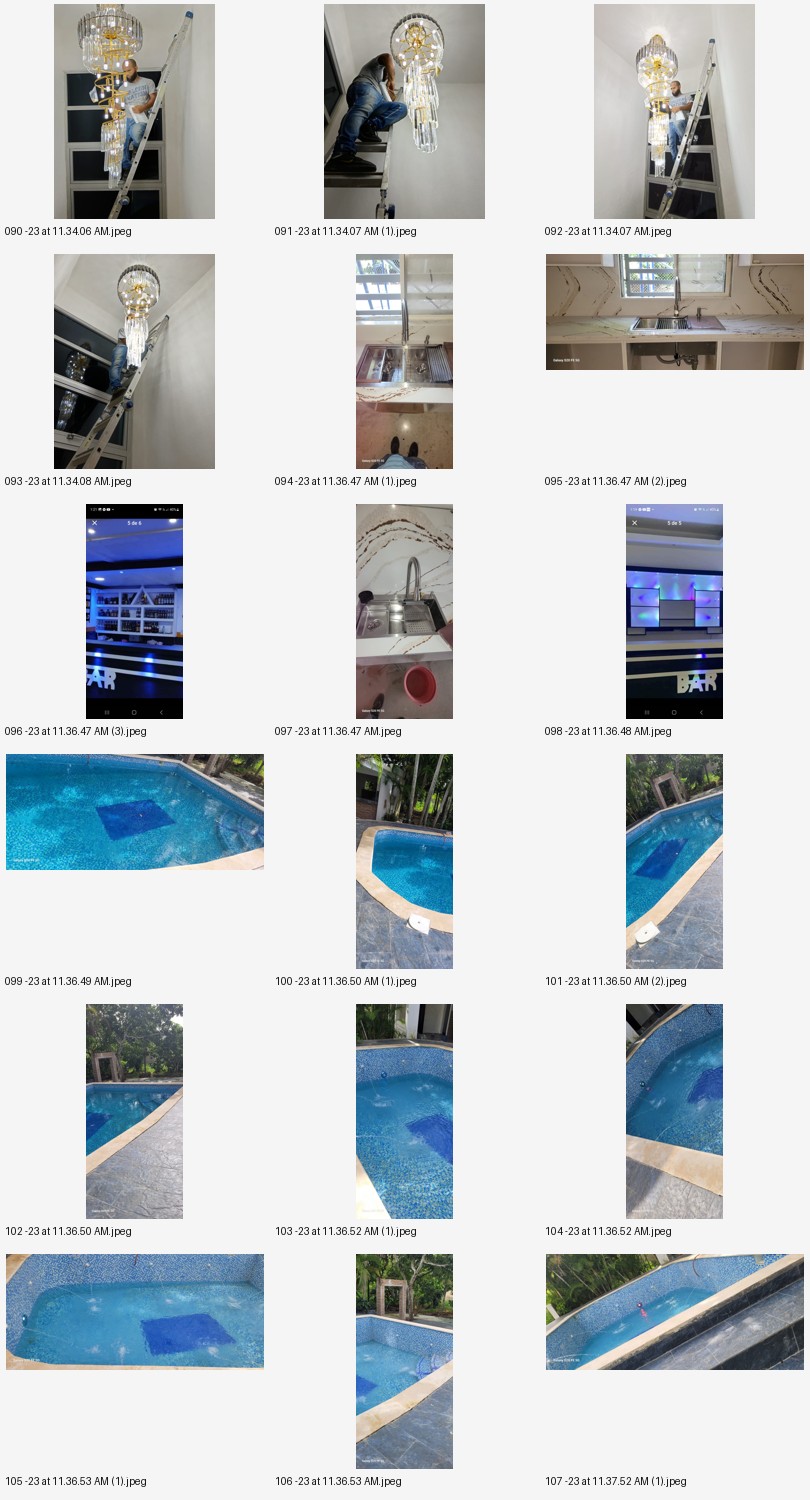 090 -23 at 11.34.06 AM.jpeg
091 -23 at 11.34.07 AM (1).jpeg
092 -23 at 11.34.07 AM.jpeg
093 -23 at 11.34.08 AM.jpeg
094 -23 at 11.36.47 AM (1).jpeg
095 -23 at 11.36.47 AM (2).jpeg
5 de 6
BAR
096 -23 at 11.36.47 AM (3).jpeg
097 -23 at 11.36.47 AM.jpeg
5 de 5
BAR
098 -23 at 11.36.48 AM.jpeg
099 -23 at 11.36.49 AM.jpeg
100 -23 at 11.36.50 AM (1).jpeg
101 -23 at 11.36.50 AM (2).jpeg
102 -23 at 11.36.50 AM.jpeg
103 -23 at 11.36.52 AM (1).jpeg
104 -23 at 11.36.52 AM.jpeg
105 -23 at 11.36.53 AM (1).jpeg
106 -23 at 11.36.53 AM.jpeg
107 -23 at 11.37.52 AM (1).jpeg